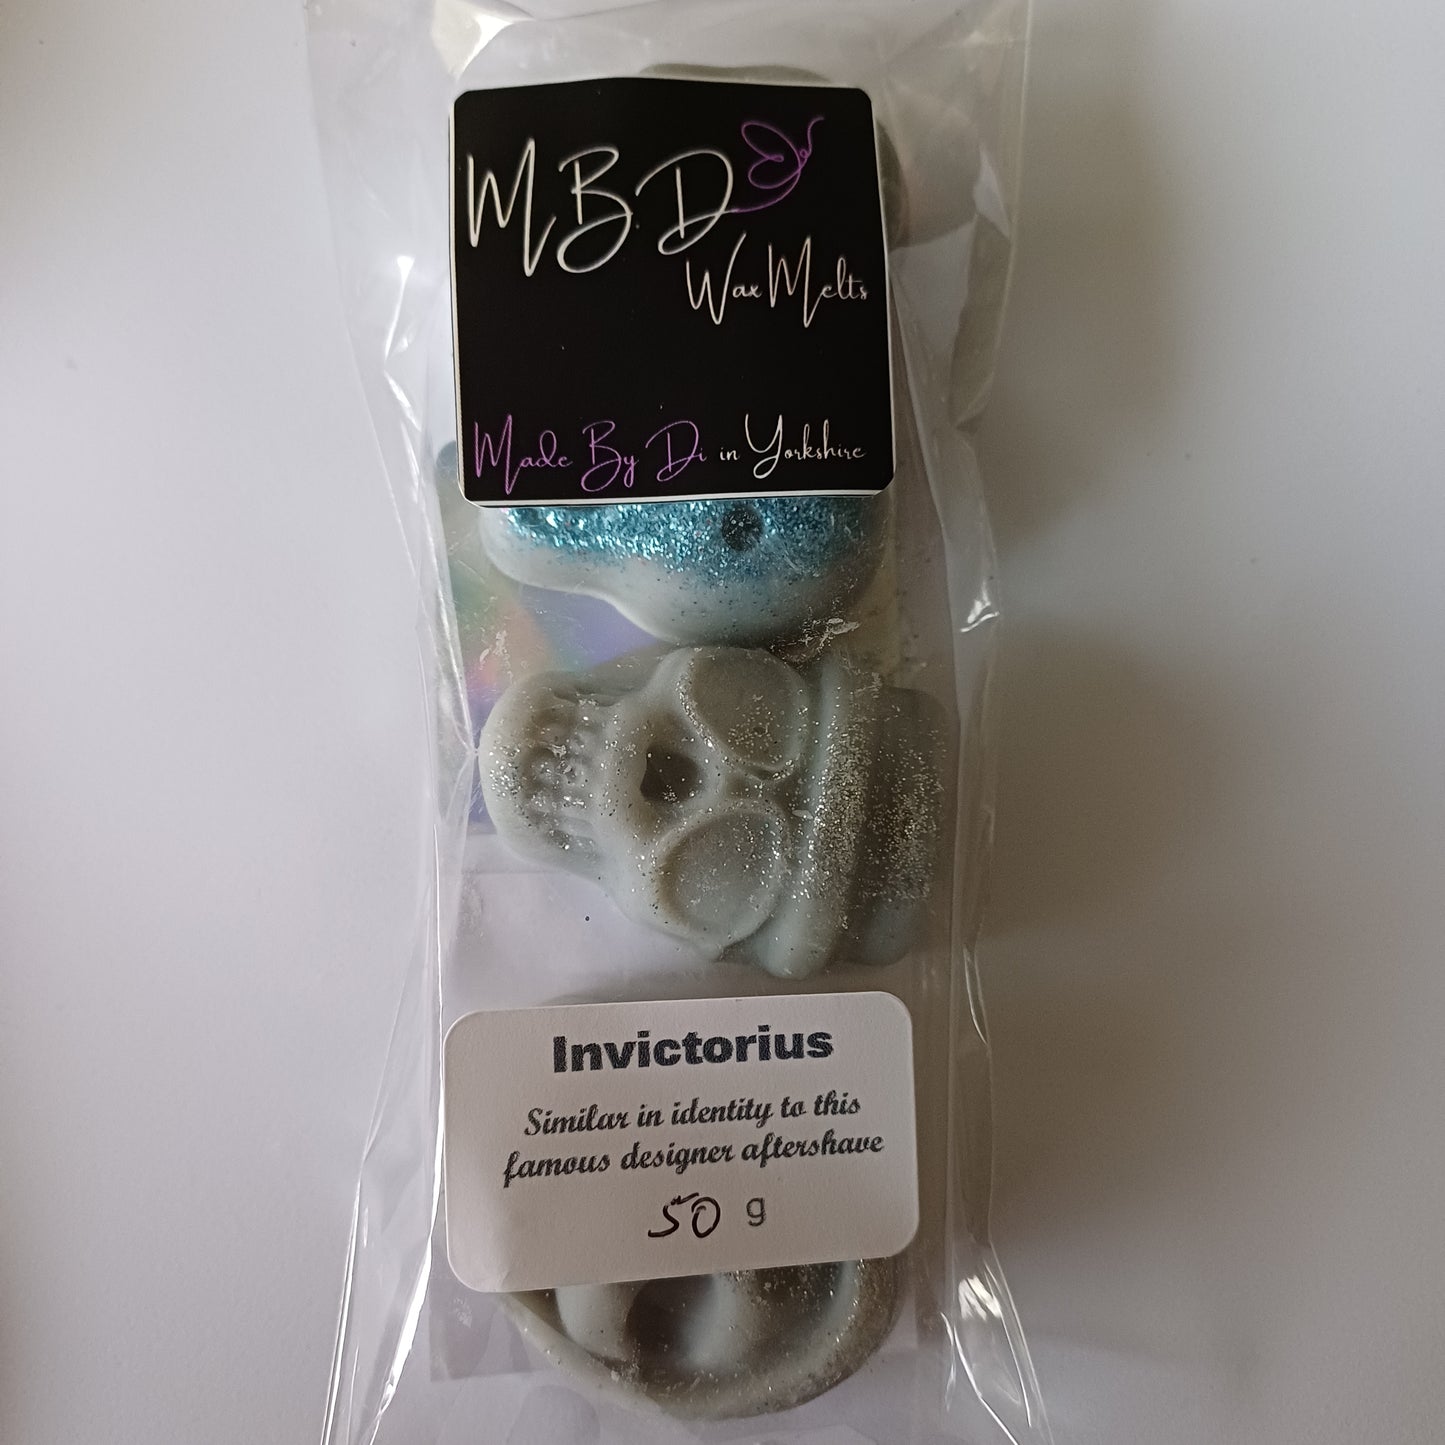 MBD
Wax Melts
Made By Di in Yorkshire
Invictorius
Similar in identity to this
famous designer aftershave
50 g